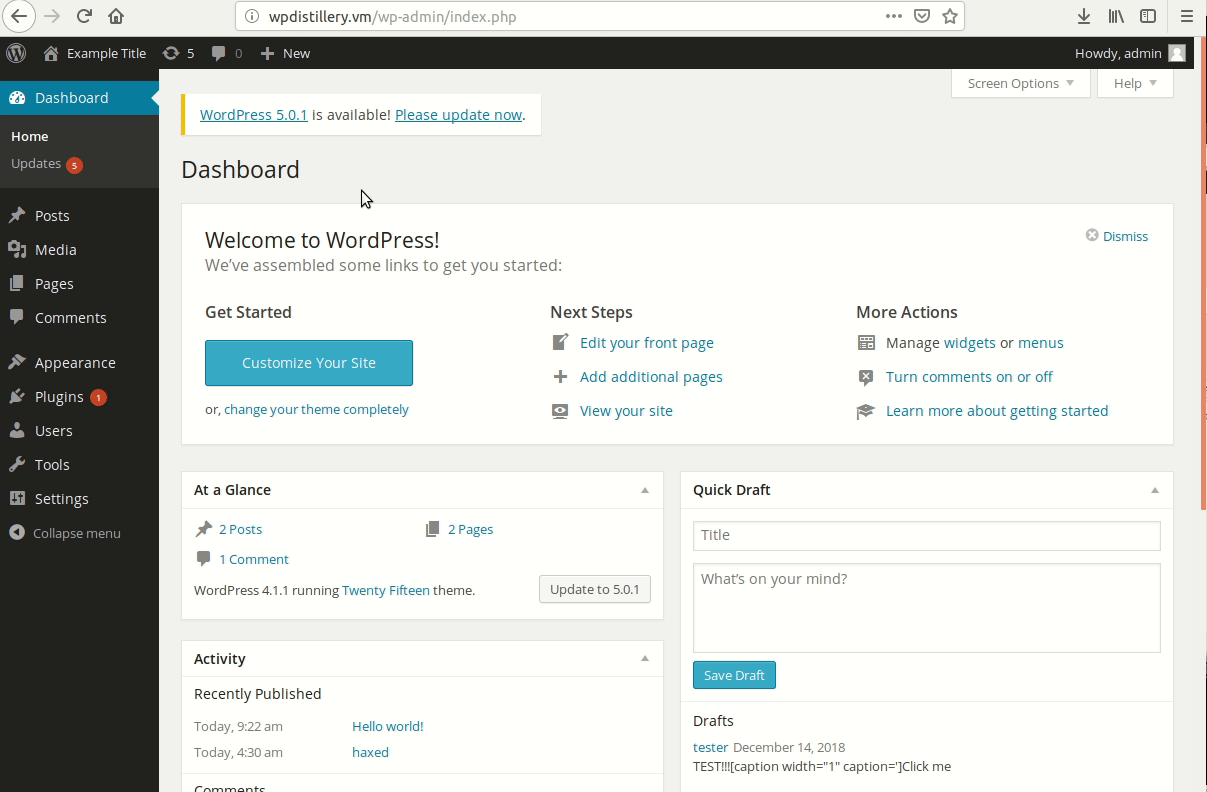 wpdistillery.vm/wp-admin/index.php
Example Title 5 0 New Howdy, admin
Dashboard
Home
Updates 5
Posts
Media
Pages
Comments
Appearance
Plugins 1
Users
Tools
Settings
Collapse menu
Screen Options Help
WordPress 5.0.1 is available! Please update now.
Dashboard
Welcome to WordPress!
Dismiss
We've assembled some links to get you started:
Get Started
Customize Your Site
or, change your theme completely
Next Steps
Edit your front page
Add additional pages
View your site
More Actions
Manage widgets or menus
Turn comments on or off
Learn more about getting started
At a Glance
2 Posts 2 Pages
1 Comment
WordPress 4.1.1 running Twenty Fifteen theme. Update to 5.0.1
Activity
Recently Published
Today, 9:22 am Hello world!
Today, 4:30 am haxed
Comments
Quick Draft
Title
What's on your mind?
Save Draft
Drafts
tester December 14, 2018
TEST!!![caption width="1" caption=']Click me